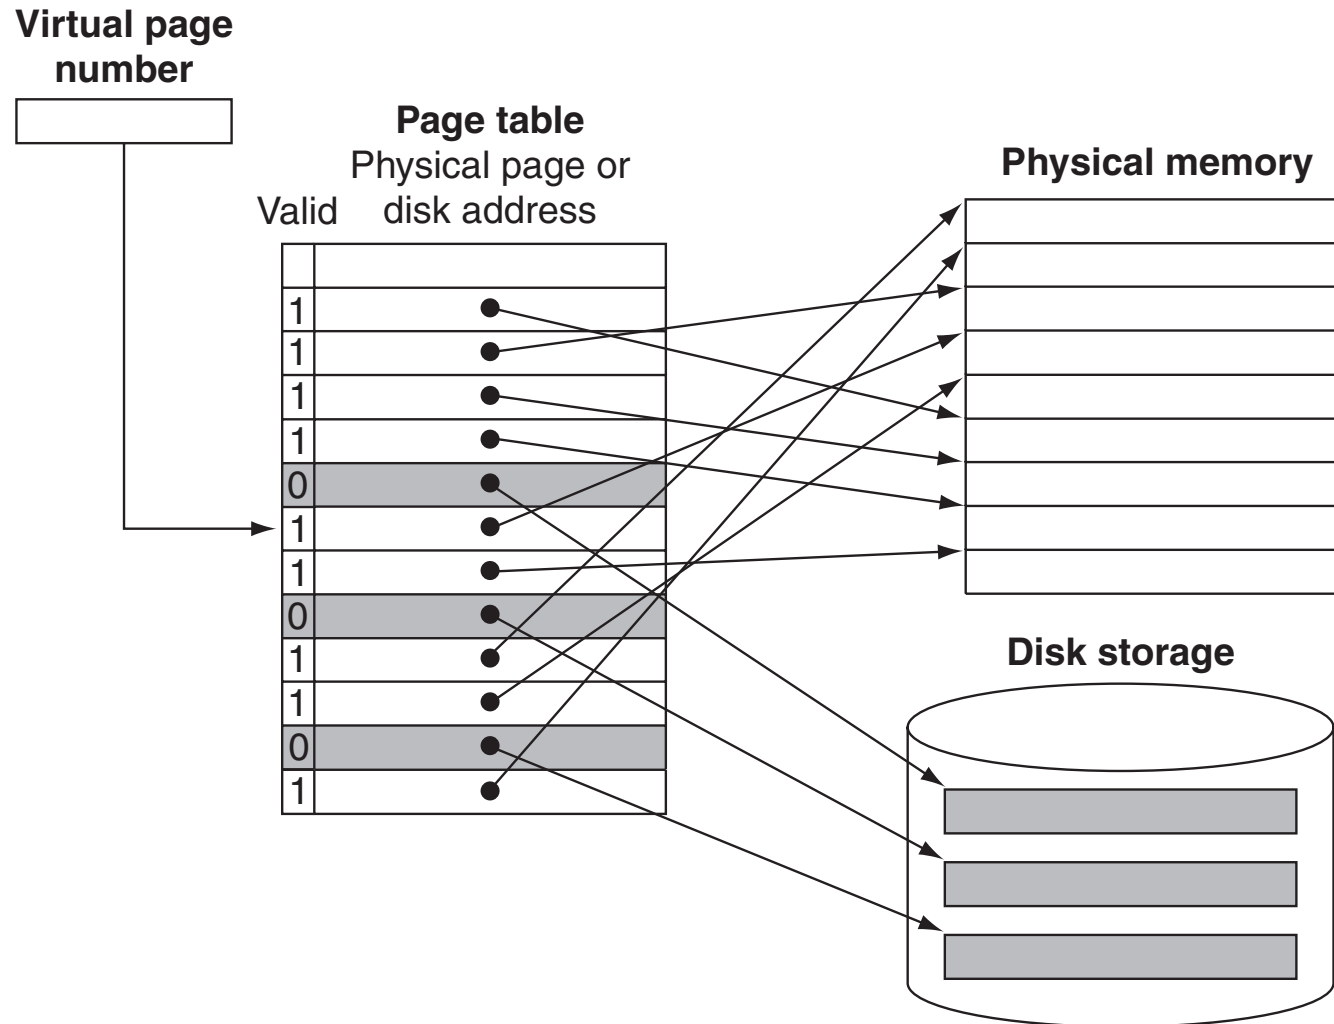 Virtual page
number
Page table
Physical page or
disk address
Valid
Physical memory
1
1
1
1
0
1
1
0
1
1
0
1
Disk storage